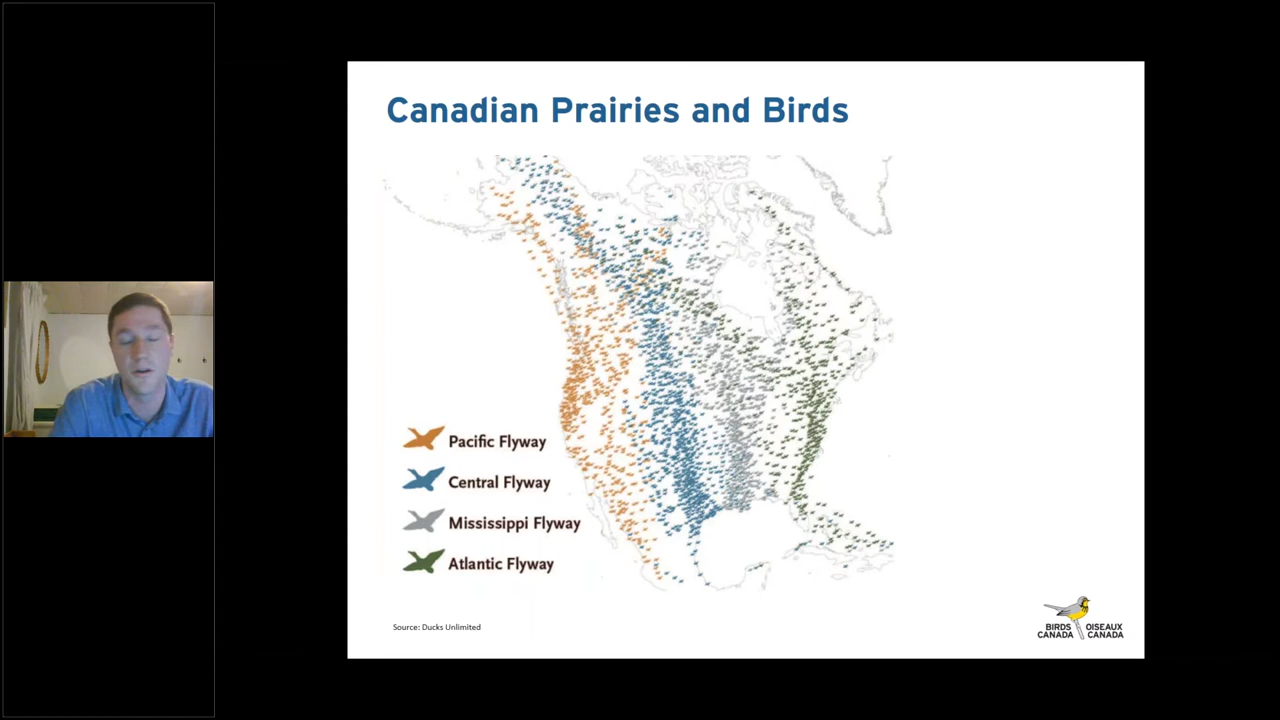 Canadian Prairies and Birds
Pacific Flyway
Central Flyway
Mississippi Flyway
Atlantic Flyway
Source: Ducks Unlimited
BIRDS OISEAUX
CANADA CANADA